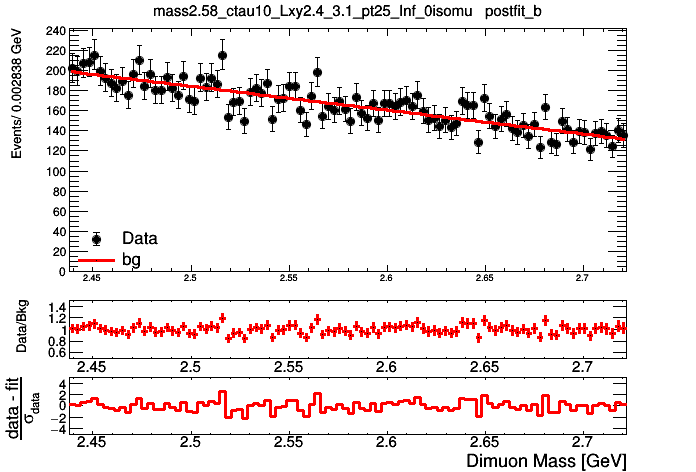 mass2.58_ctau10_Lxy2.4_3.1_pt25_Inf_0isomu postfit_b
Events/ 0.002838 GeV
240
220
200
180
160
140
120
100
80
60
40
20
0
Data
bg
2.45 2.5 2.55 2.6 2.65 2.7
Data/Bkg
1.4
1.2
1
0.8
0.6
2.45 2.5 2.55 2.6 2.65 2.7
data - fit
σdata
4
2
0
−2
−4
2.45 2.5 2.55 2.6 2.65 2.7
Dimuon Mass [GeV]